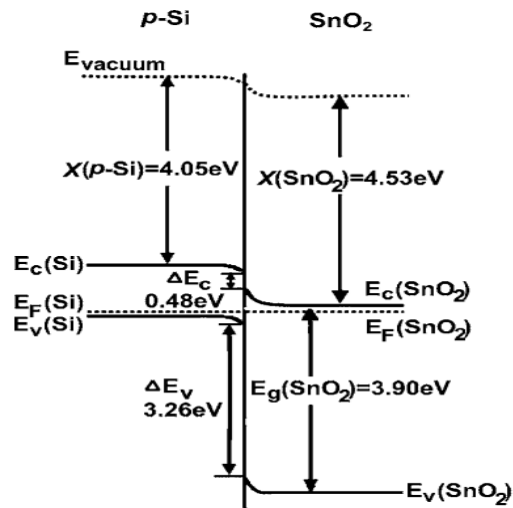 p-Si
SnO₂
Evacuum
X(p-Si)=4.05eV
X(SnO₂)=4.53eV
Ec(Si)
ΔEc
0.48eV
Ec(SnO₂)
EF(Si)
EF(SnO₂)
Ev(Si)
ΔEv
3.26eV
Eg(SnO₂)=3.90eV
Ev(SnO₂)